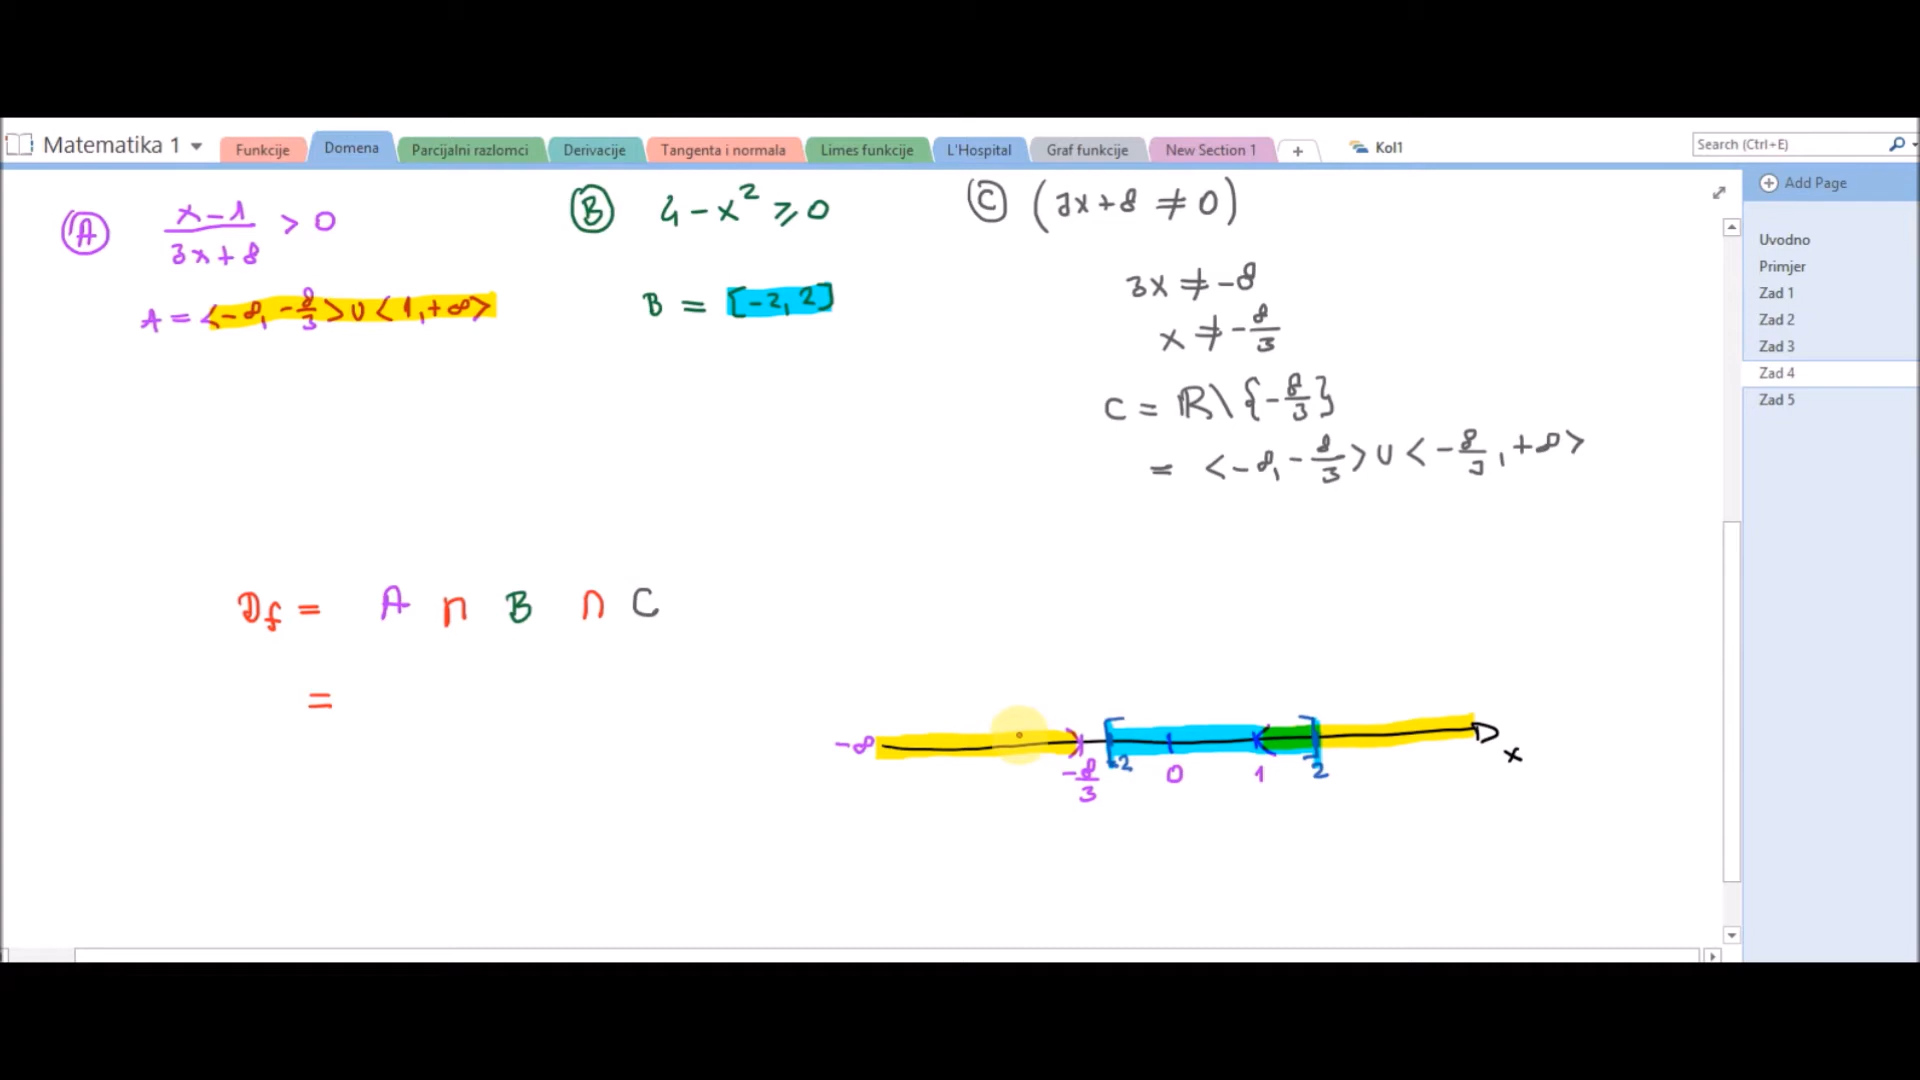 Matematika 1
Funkcije
Domena
Parcijalni razlomci
Derivacije
Tangenta i normala
Limes funkcije
L'Hospital
Graf funkcije
New Section 1
+
Kol1
Search (Ctrl+E)
Add Page
Uvodno
Primjer
Zad 1
Zad 2
Zad 3
Zad 4
Zad 5
Ⓐ (x-1)/(3x+8) > 0
A = <-∞, -8/3> ∪ <1, +∞>
Ⓑ 4 - x² ≥ 0
B = [-2, 2]
Ⓒ (3x+8 ≠ 0)
3x ≠ -8
x ≠ -8/3
C = ℝ \ {-8/3}
= <-∞, -8/3> ∪ <-8/3, +∞>
Df = A ∩ B ∩ C
=
-∞ -8/3 -2 0 1 2 x